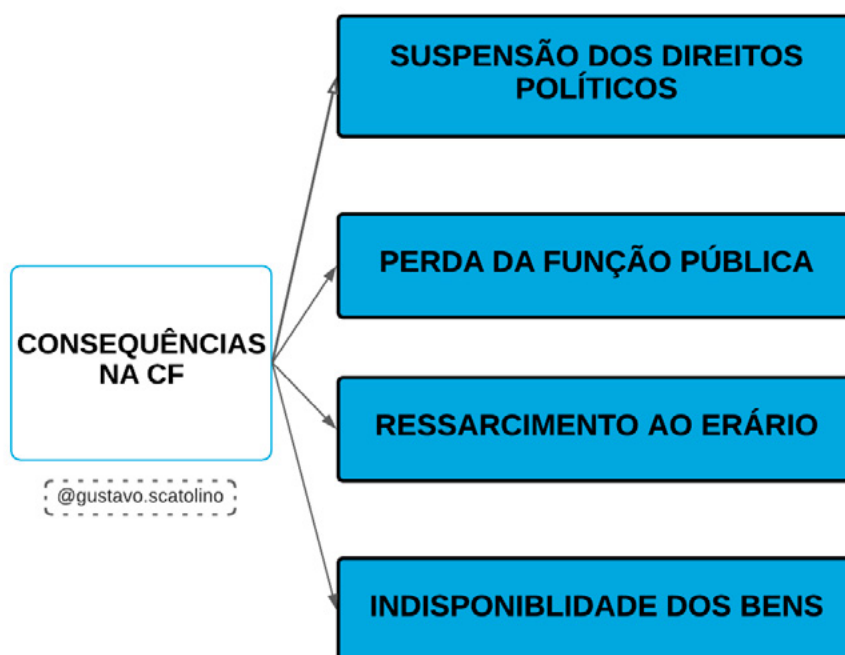 SUSPENSÃO DOS DIREITOS
POLÍTICOS
PERDA DA FUNÇÃO PÚBLICA
CONSEQUÊNCIAS
NA CF
RESSARCIMENTO AO ERÁRIO
@gustavo.scatolino
INDISPONIBLIDADE DOS BENS